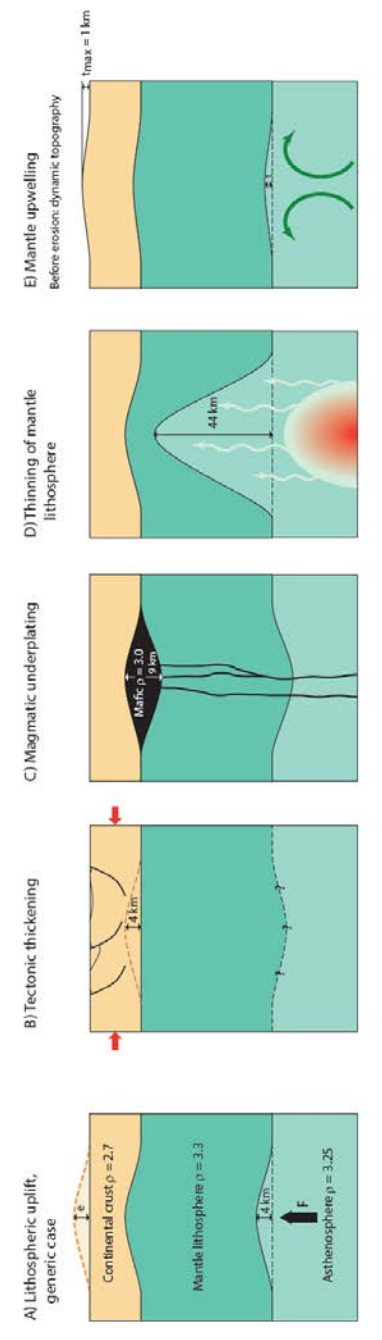 A) Lithospheric uplift,
generic case
e
Continental crust ρ = 2.7
Mantle lithosphere ρ = 3.3
4 km
F
Asthenosphere ρ = 3.25
B) Tectonic thickening
4 km
? ? ?
C) Magmatic underplating
Mafic ρ = 3.0
9 km
D) Thinning of mantle
lithosphere
44 km
E) Mantle upwelling
Before erosion: dynamic topography
tmax = 1 km